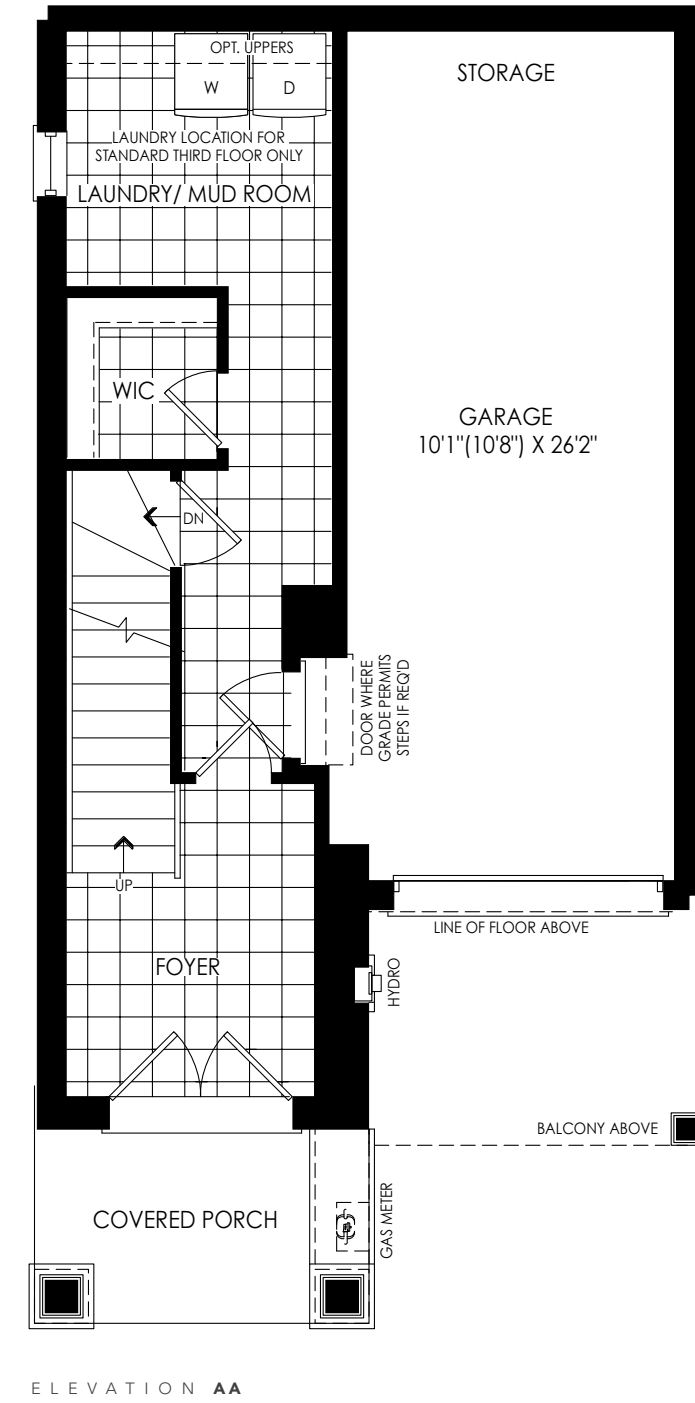 OPT. UPPERS
W
D
STORAGE
LAUNDRY LOCATION FOR
STANDARD THIRD FLOOR ONLY
LAUNDRY/ MUD ROOM
WIC
GARAGE
10'1"(10'8") X 26'2"
DN
DOOR WHERE
GRADE PERMITS
STEPS IF REQ'D
UP
LINE OF FLOOR ABOVE
FOYER
HYDRO
BALCONY ABOVE
COVERED PORCH
GAS METER
ELEVATION AA